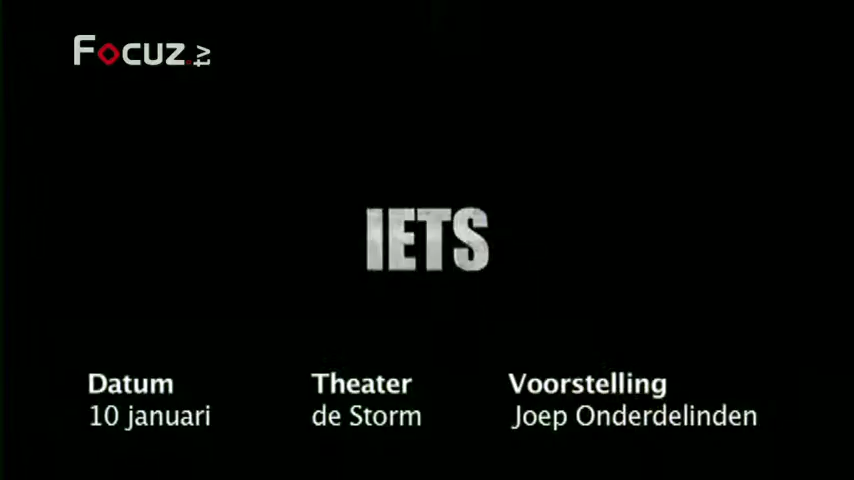 Focuz.tv
IETS
Datum
10 januari
Theater
de Storm
Voorstelling
Joep Onderdelinden